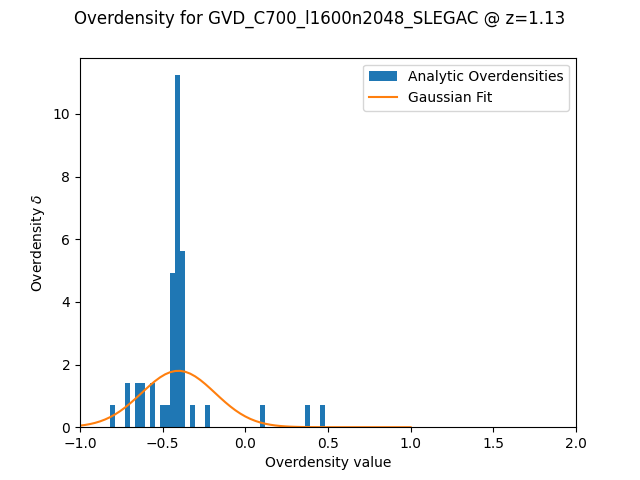 Overdensity for GVD_C700_l1600n2048_SLEGAC @ z=1.13
Analytic Overdensities
Gaussian Fit
Overdensity δ
10
8
6
4
2
0
−1.0 −0.5 0.0 0.5 1.0 1.5 2.0
Overdensity value